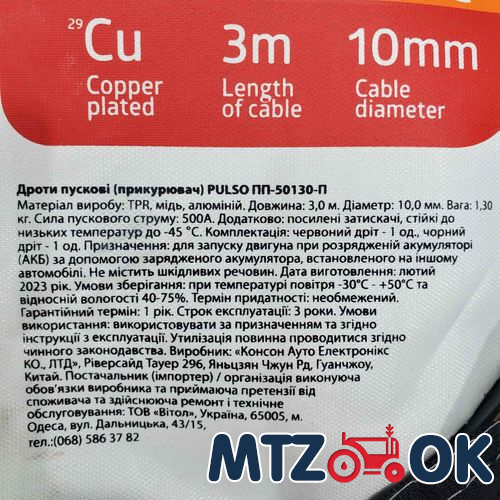 29
Cu 3m 10mm
Copper Length Cable
plated of cable diameter
Дроти пускові (прикурювач) PULSO ПП-50130-П
Матеріал виробу: TPR, мідь, алюміній. Довжина: 3,0 м. Діаметр: 10,0 мм. Вага: 1,30
кг. Сила пускового струму: 500А. Додатково: посилені затискачі, стійкі до
низьких температур до -45 °С. Комплектація: червоний дріт - 1 од., чорний
дріт - 1 од. Призначення: для запуску двигуна при розрядженій акумуляторі
(АКБ) за допомогою зарядженого акумулятора, встановленого на іншому
автомобілі. Не містить шкідливих речовин. Дата виготовлення: лютий
2023 рік. Умови зберігання: при температурі повітря -30°С - +50°С та
відносній вологості 40-75%. Термін придатності: необмежений.
Гарантійний термін: 1 рік. Строк експлуатації: 3 роки. Умови
використання: використовувати за призначенням та згідно
інструкції з експлуатації. Утилізація повинна проводитися згідно
чинного законодавства. Виробник: «Консон Ауто Електронікс
КО., ЛТД», Ріверсайд Тауер 296, Яньцзян Чжун Рд, Гуанчжоу,
Китай. Постачальник (імпортер) / організація виконуюча
обов'язки виробника та приймаюча претензії від
споживача та здійснююча ремонт і технічне
обслуговування: ТОВ «Вітол», Україна, 65005, м.
Одеса, вул. Дальницька, 43/15,
тел.:(068) 586 37 82
MTZ OK